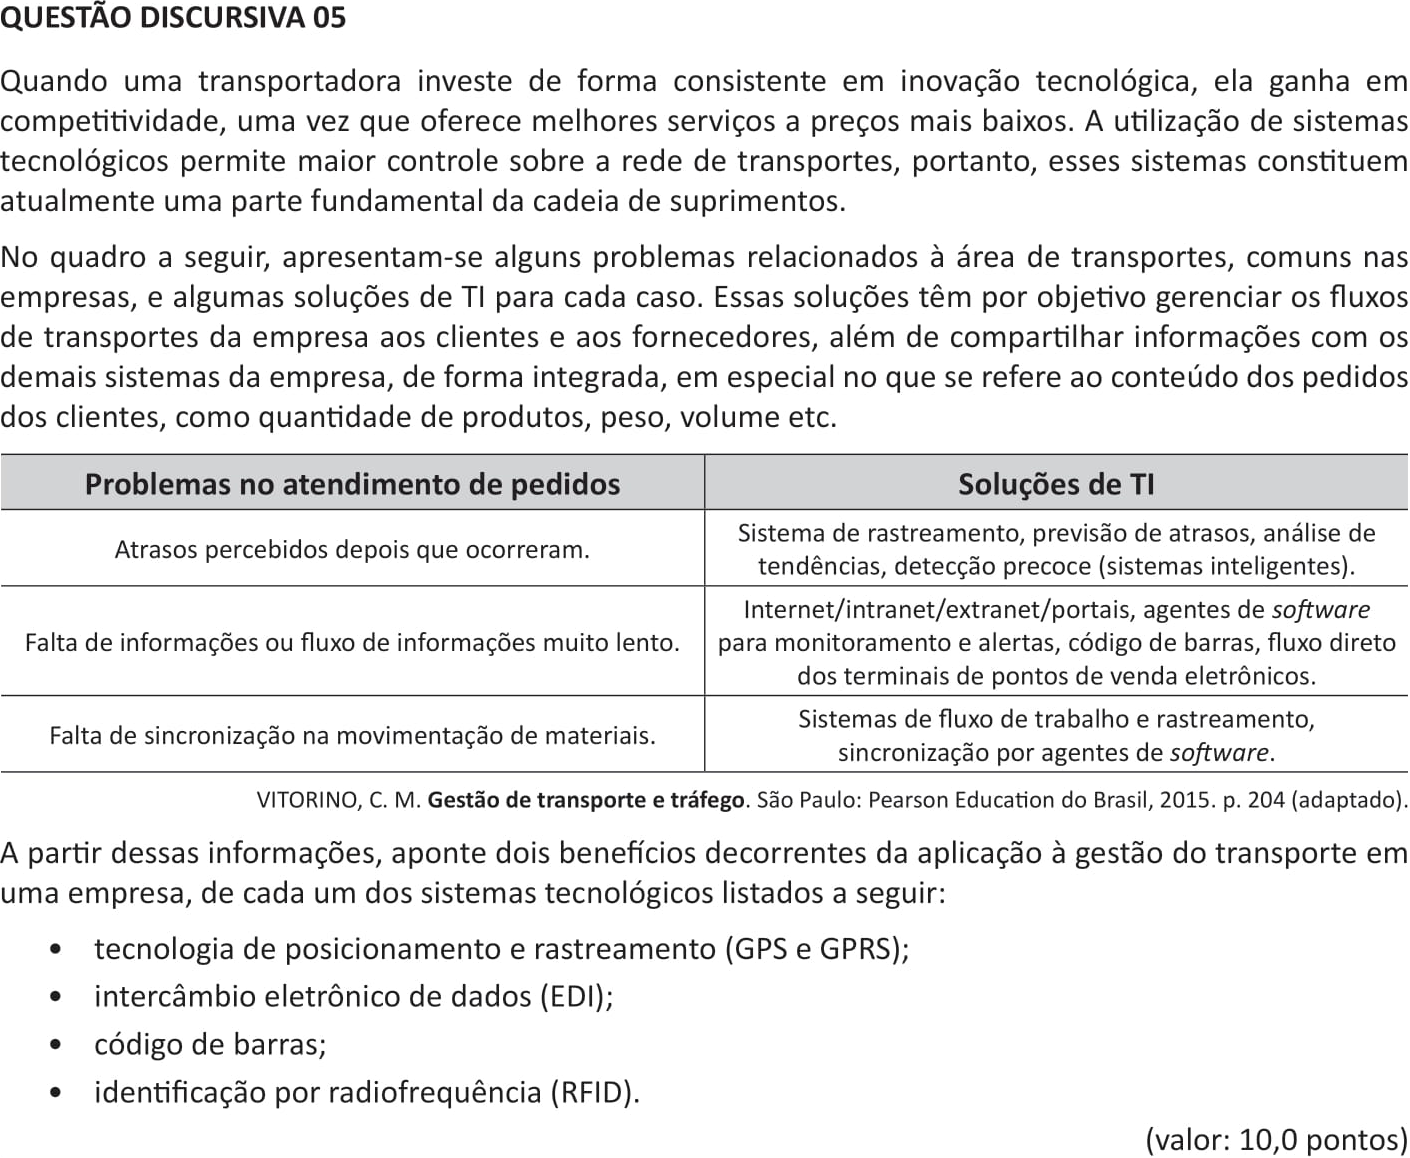 QUESTÃO DISCURSIVA 05
Quando uma transportadora investe de forma consistente em inovação tecnológica, ela ganha em
competitividade, uma vez que oferece melhores serviços a preços mais baixos. A utilização de sistemas
tecnológicos permite maior controle sobre a rede de transportes, portanto, esses sistemas constituem
atualmente uma parte fundamental da cadeia de suprimentos.
No quadro a seguir, apresentam-se alguns problemas relacionados à área de transportes, comuns nas
empresas, e algumas soluções de TI para cada caso. Essas soluções têm por objetivo gerenciar os fluxos
de transportes da empresa aos clientes e aos fornecedores, além de compartilhar informações com os
demais sistemas da empresa, de forma integrada, em especial no que se refere ao conteúdo dos pedidos
dos clientes, como quantidade de produtos, peso, volume etc.
Problemas no atendimento de pedidos
Soluções de TI
Atrasos percebidos depois que ocorreram.
Sistema de rastreamento, previsão de atrasos, análise de
tendências, detecção precoce (sistemas inteligentes).
Falta de informações ou fluxo de informações muito lento.
Internet/intranet/extranet/portais, agentes de software
para monitoramento e alertas, código de barras, fluxo direto
dos terminais de pontos de venda eletrônicos.
Falta de sincronização na movimentação de materiais.
Sistemas de fluxo de trabalho e rastreamento,
sincronização por agentes de software.
VITORINO, C. M. Gestão de transporte e tráfego. São Paulo: Pearson Education do Brasil, 2015. p. 204 (adaptado).
A partir dessas informações, aponte dois benefícios decorrentes da aplicação à gestão do transporte em
uma empresa, de cada um dos sistemas tecnológicos listados a seguir:
• tecnologia de posicionamento e rastreamento (GPS e GPRS);
• intercâmbio eletrônico de dados (EDI);
• código de barras;
• identificação por radiofrequência (RFID).
(valor: 10,0 pontos)